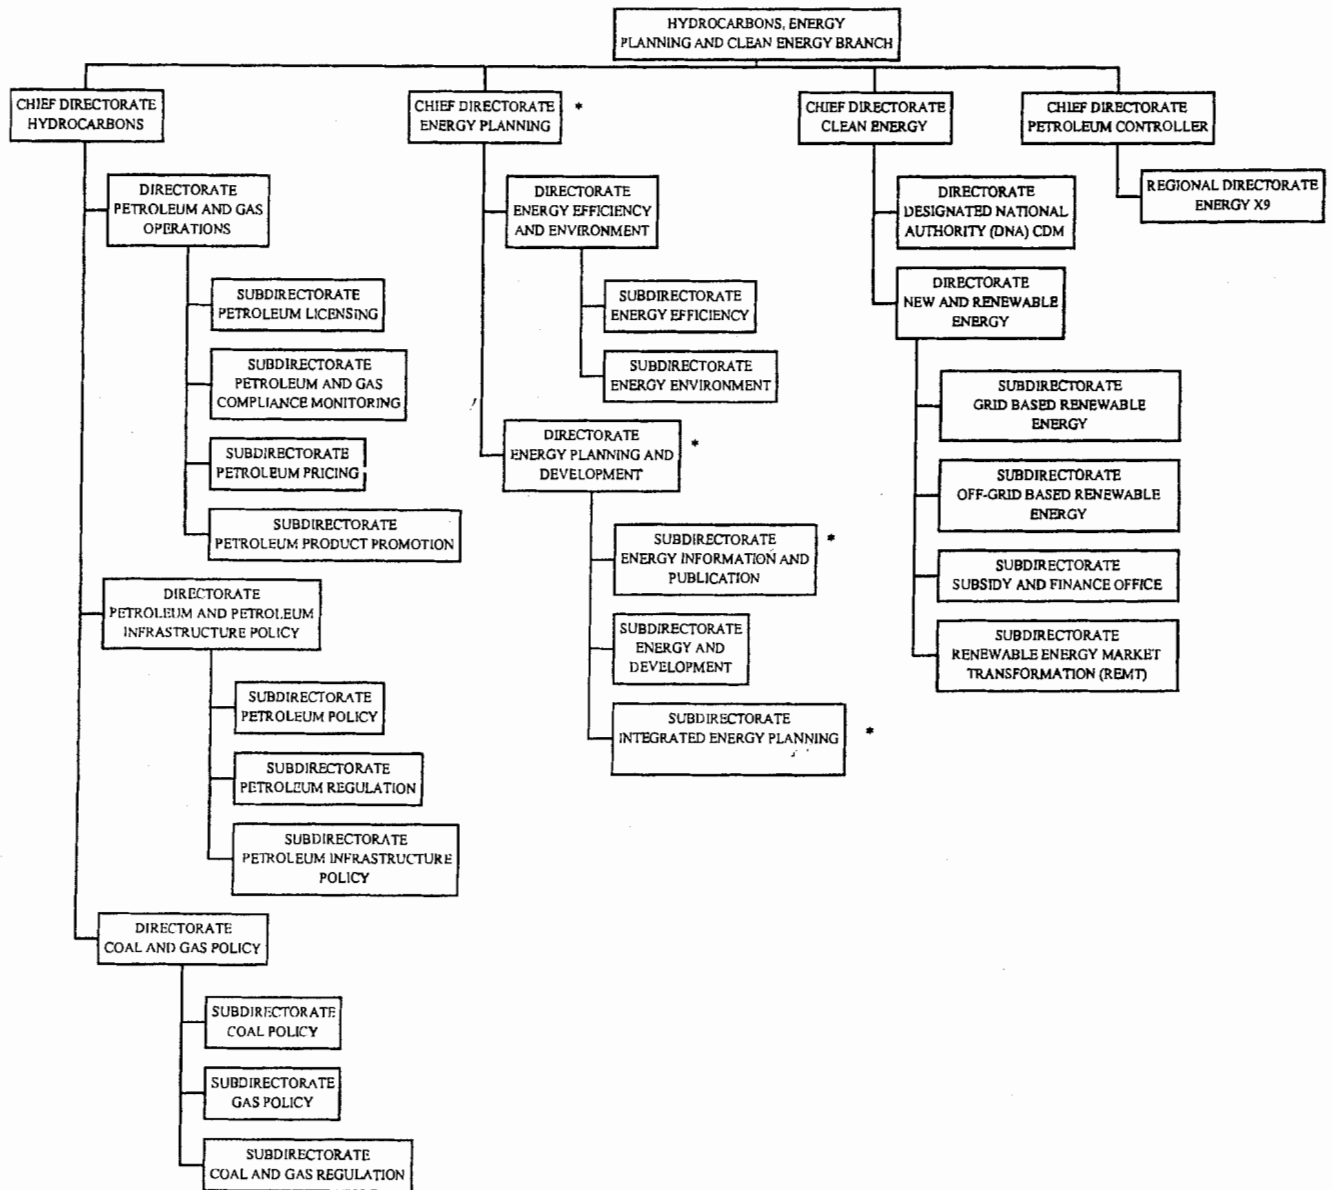 HYDROCARBONS, ENERGY
PLANNING AND CLEAN ENERGY BRANCH
CHIEF DIRECTORATE
HYDROCARBONS
DIRECTORATE
PETROLEUM AND GAS
OPERATIONS
SUBDIRECTORATE
PETROLEUM LICENSING
SUBDIRECTORATE
PETROLEUM AND GAS
COMPLIANCE MONITORING
SUBDIRECTORATE
PETROLEUM PRICING
SUBDIRECTORATE
PETROLEUM PRODUCT PROMOTION
DIRECTORATE
PETROLEUM AND PETROLEUM
INFRASTRUCTURE POLICY
SUBDIRECTORATE
PETROLEUM POLICY
SUBDIRECTORATE
PETROLEUM REGULATION
SUBDIRECTORATE
PETROLEUM INFRASTRUCTURE
POLICY
DIRECTORATE
COAL AND GAS POLICY
SUBDIRECTORATE
COAL POLICY
SUBDIRECTORATE
GAS POLICY
SUBDIRECTORATE
COAL AND GAS REGULATION
CHIEF DIRECTORATE *
ENERGY PLANNING
DIRECTORATE
ENERGY EFFICIENCY
AND ENVIRONMENT
SUBDIRECTORATE
ENERGY EFFICIENCY
SUBDIRECTORATE
ENERGY ENVIRONMENT
DIRECTORATE *
ENERGY PLANNING AND
DEVELOPMENT
SUBDIRECTORATE *
ENERGY INFORMATION AND
PUBLICATION
SUBDIRECTORATE
ENERGY AND
DEVELOPMENT
SUBDIRECTORATE
INTEGRATED ENERGY PLANNING *
CHIEF DIRECTORATE
CLEAN ENERGY
DIRECTORATE
DESIGNATED NATIONAL
AUTHORITY (DNA) CDM
DIRECTORATE
NEW AND RENEWABLE
ENERGY
SUBDIRECTORATE
GRID BASED RENEWABLE
ENERGY
SUBDIRECTORATE
OFF-GRID BASED RENEWABLE
ENERGY
SUBDIRECTORATE
SUBSIDY AND FINANCE OFFICE
SUBDIRECTORATE
RENEWABLE ENERGY MARKET
TRANSFORMATION (REMT)
CHIEF DIRECTORATE
PETROLEUM CONTROLLER
REGIONAL DIRECTORATE
ENERGY X9